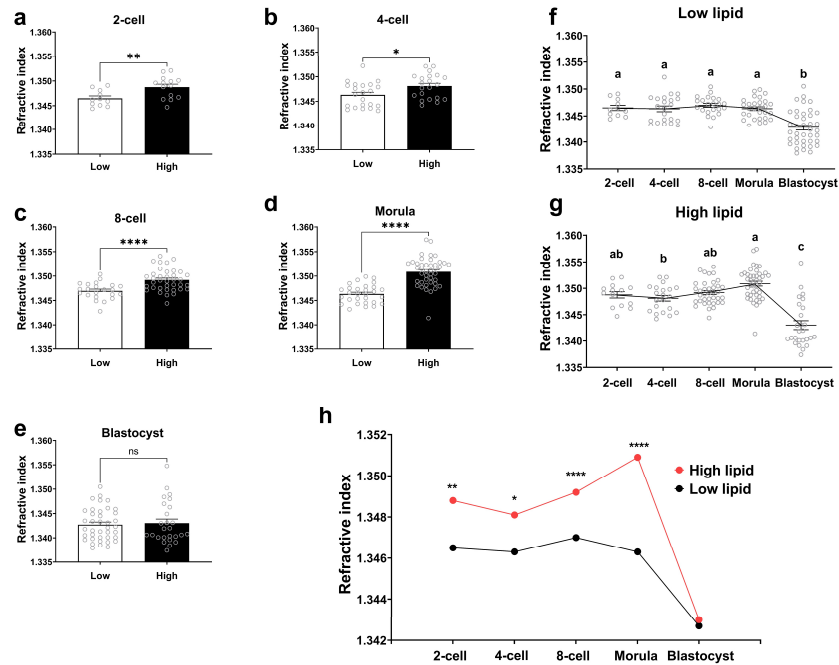 a
2-cell
Refractive index
1.360
1.355
1.350
1.345
1.340
1.335
**
Low
High
b
4-cell
Refractive index
1.360
1.355
1.350
1.345
1.340
1.335
*
Low
High
c
8-cell
Refractive index
1.360
1.355
1.350
1.345
1.340
1.335
****
Low
High
d
Morula
Refractive index
1.360
1.355
1.350
1.345
1.340
1.335
****
Low
High
e
Blastocyst
Refractive index
1.360
1.355
1.350
1.345
1.340
1.335
ns
Low
High
f
Low lipid
Refractive index
1.360
1.355
1.350
1.345
1.340
1.335
a a a a b
2-cell 4-cell 8-cell Morula Blastocyst
g
High lipid
Refractive index
1.360
1.355
1.350
1.345
1.340
1.335
ab b ab a c
2-cell 4-cell 8-cell Morula Blastocyst
h
Refractive index
1.352
1.350
1.348
1.346
1.344
1.342
** * **** ****
High lipid
Low lipid
2-cell 4-cell 8-cell Morula Blastocyst